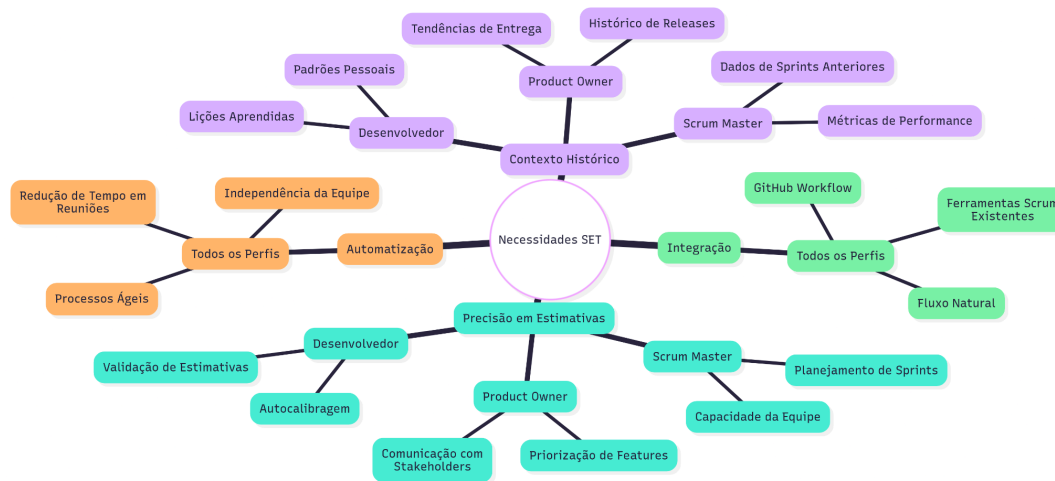 Tendências de Entrega
Histórico de Releases
Padrões Pessoais
Product Owner
Dados de Sprints Anteriores
Lições Aprendidas
Desenvolvedor
Scrum Master
Métricas de Performance
Contexto Histórico
Redução de Tempo em
Reuniões
Independência da Equipe
GitHub Workflow
Ferramentas Scrum
Existentes
Todos os Perfis
Automatização
Necessidades SET
Integração
Todos os Perfis
Processos Ágeis
Fluxo Natural
Precisão em Estimativas
Desenvolvedor
Scrum Master
Validação de Estimativas
Planejamento de Sprints
Autocalibragem
Product Owner
Capacidade da Equipe
Comunicação com
Stakeholders
Priorização de Features